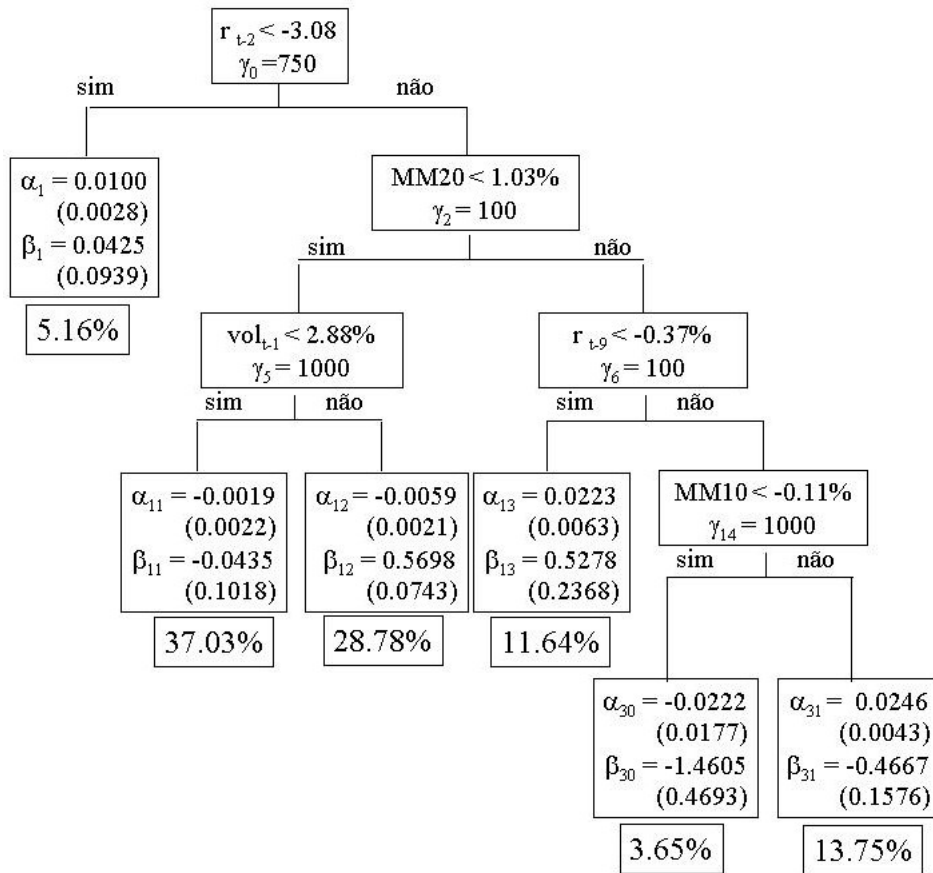 r t-2 < -3.08
γ0 =750
sim
não
α1 = 0.0100
(0.0028)
β1 = 0.0425
(0.0939)
5.16%
MM20 < 1.03%
γ2 = 100
sim
não
volt-1 < 2.88%
γ5 = 1000
r t-9 < -0.37%
γ6 = 100
sim
não
sim
não
α11 = -0.0019
(0.0022)
β11 = -0.0435
(0.1018)
37.03%
α12 = -0.0059
(0.0021)
β12 = 0.5698
(0.0743)
28.78%
α13 = 0.0223
(0.0063)
β13 = 0.5278
(0.2368)
11.64%
MM10 < -0.11%
γ14 = 1000
sim
não
α30 = -0.0222
(0.0177)
β30 = -1.4605
(0.4693)
3.65%
α31 = 0.0246
(0.0043)
β31 = -0.4667
(0.1576)
13.75%